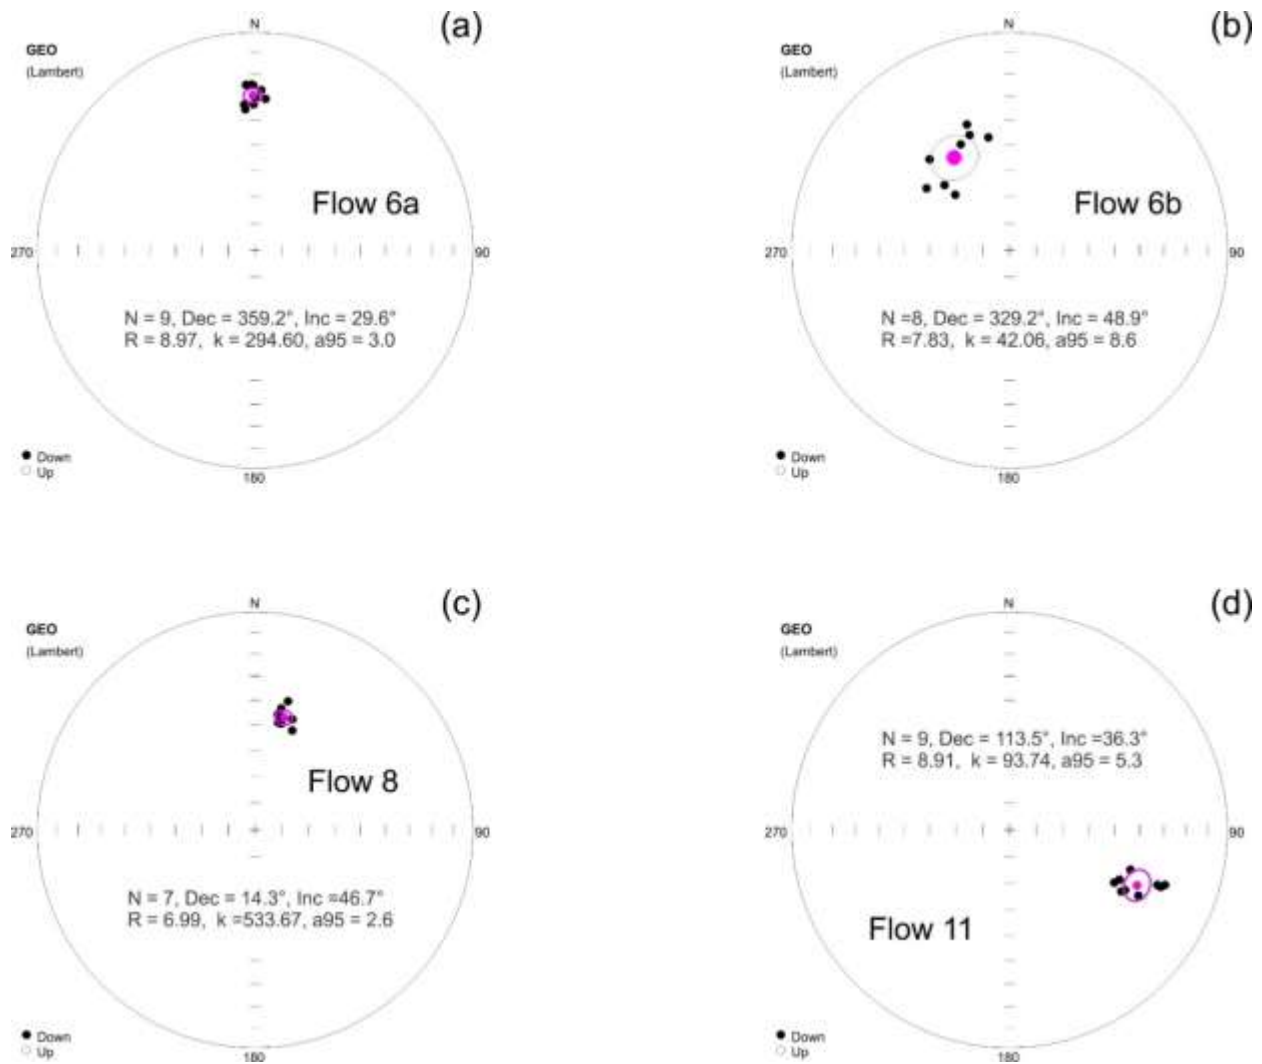 (a)
N
GEO
(Lambert)
Flow 6a
270
90
N = 9, Dec = 359.2°, Inc = 29.6°
R = 8.97, k = 294.60, a95 = 3.0
Down
Up
180
(b)
N
GEO
(Lambert)
Flow 6b
270
90
N =8, Dec = 329.2°, Inc = 48.9°
R =7.83, k = 42.06, a95 = 8.6
Down
Up
180
(c)
N
GEO
(Lambert)
Flow 8
270
90
N = 7, Dec = 14.3°, Inc =46.7°
R = 6.99, k =533.67, a95 = 2.6
Down
Up
180
(d)
N
GEO
(Lambert)
N = 9, Dec = 113.5°, Inc =36.3°
R = 8.91, k = 93.74, a95 = 5.3
270
90
Flow 11
Down
Up
180